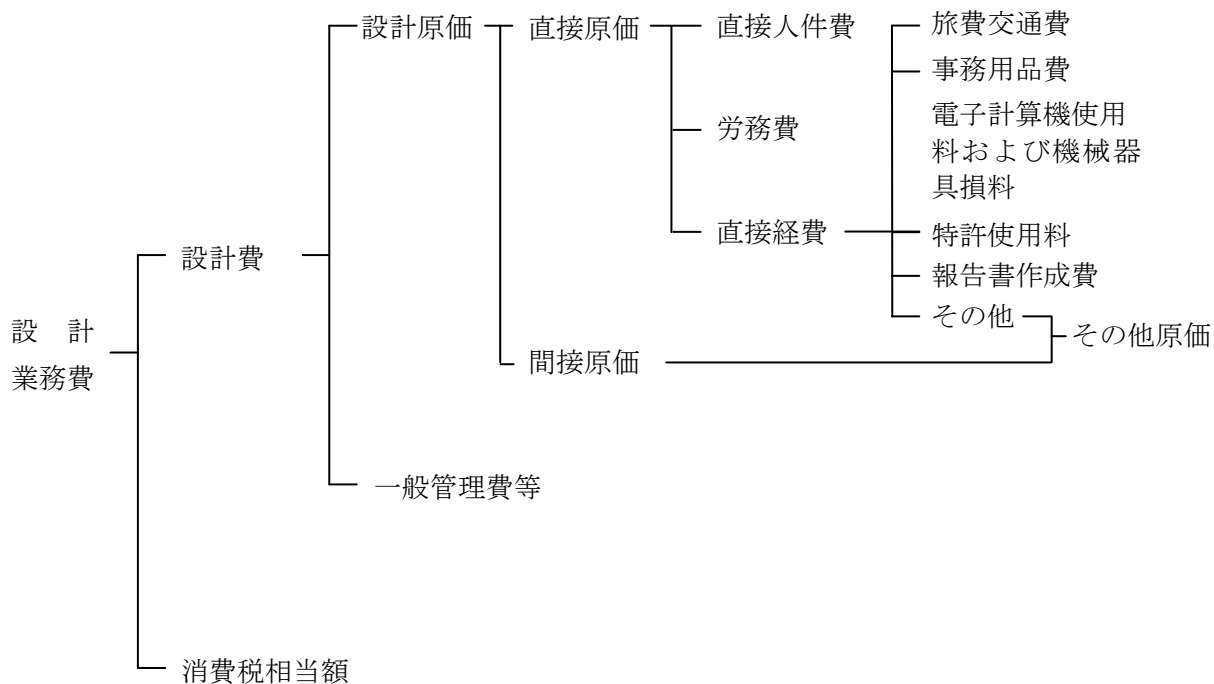 設計原価
直接原価
直接人件費
旅費交通費
事務用品費
電子計算機使用
料および機械器
具損料
労務費
直接経費
特許使用料
報告書作成費
その他
その他原価
設計費
設　計
業務費
間接原価
一般管理費等
消費税相当額